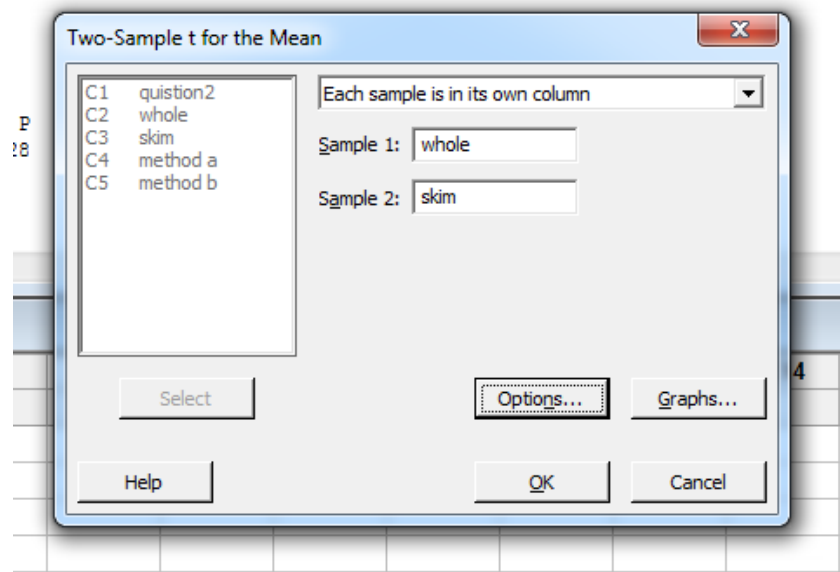 Two-Sample t for the Mean
C1 quistion2
C2 whole
C3 skim
C4 method a
C5 method b
Each sample is in its own column
Sample 1: whole
Sample 2: skim
P
28
4
Select
Options...
Graphs...
Help
OK
Cancel